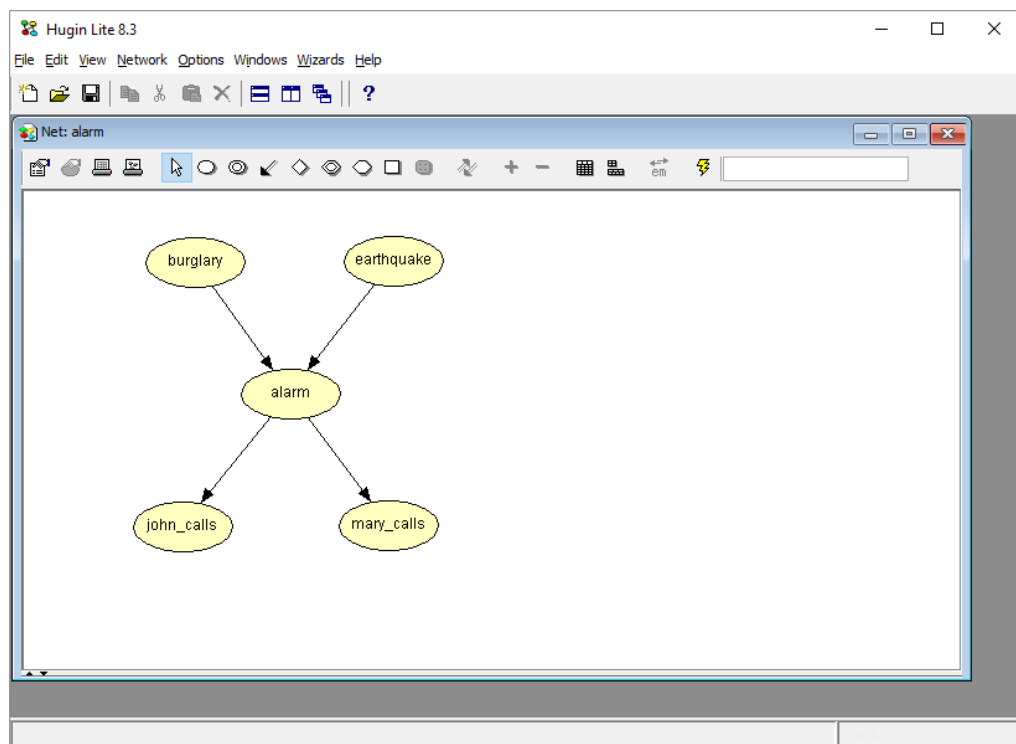 Hugin Lite 8.3
File Edit View Network Options Windows Wizards Help
?
Net: alarm
em
burglary
earthquake
alarm
john_calls
mary_calls